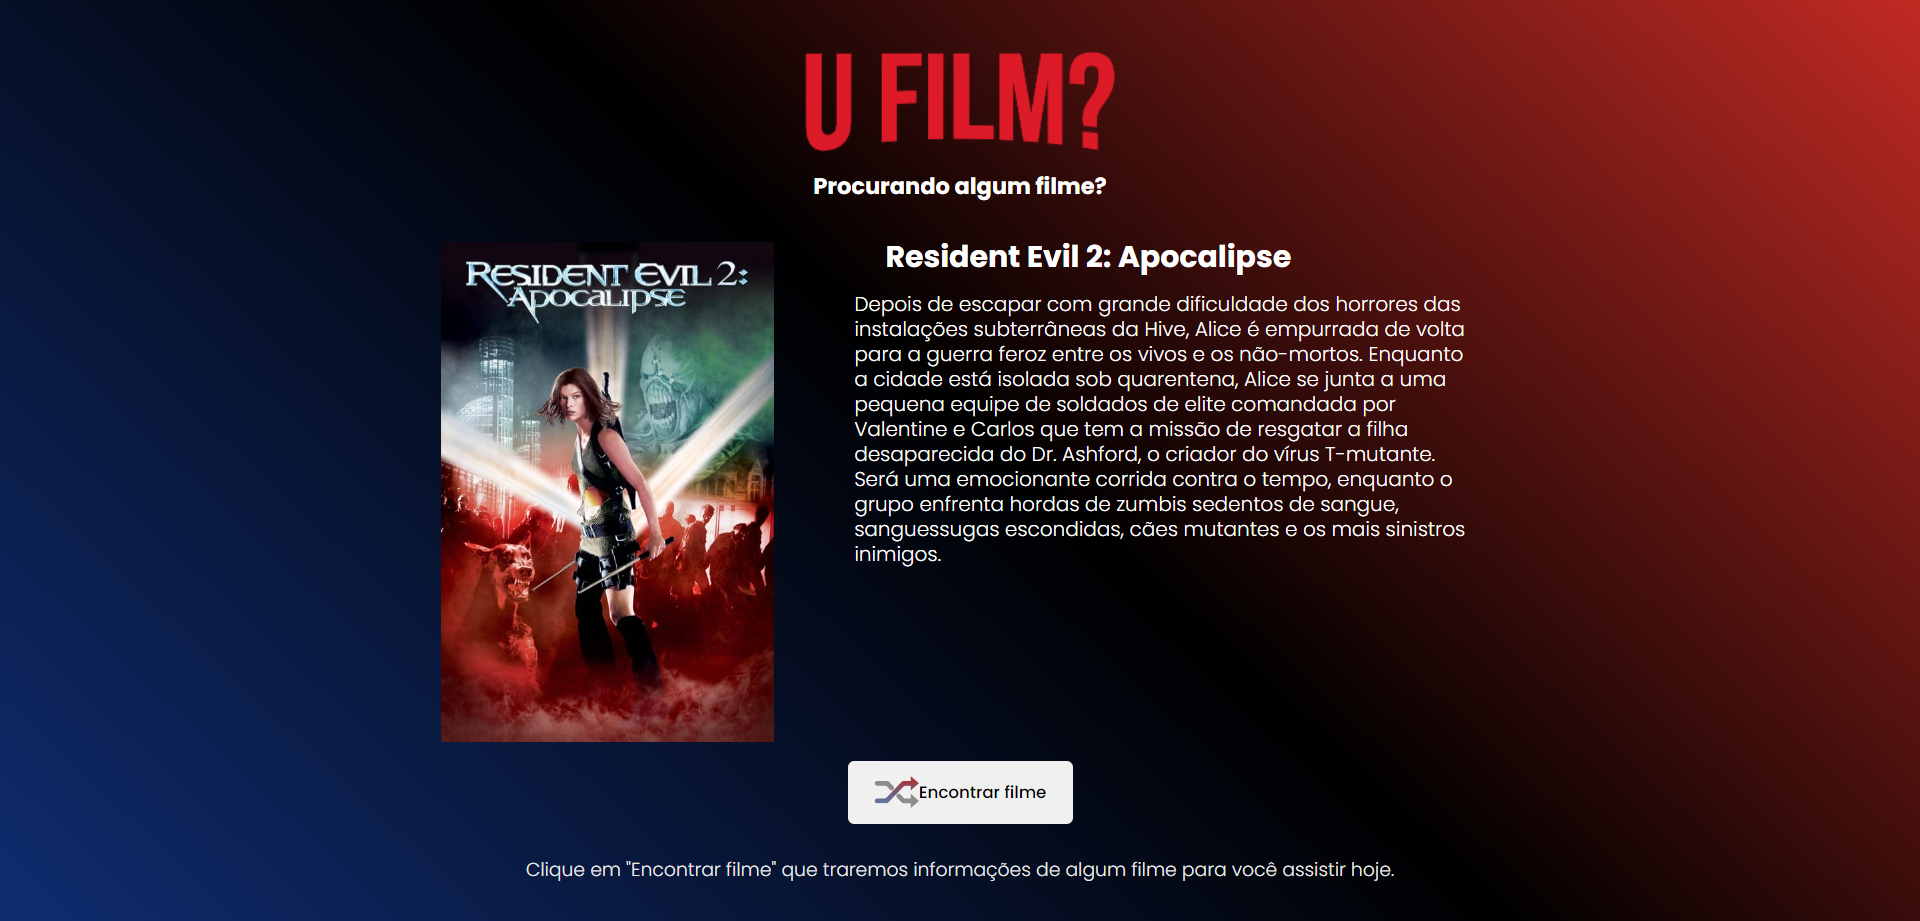 U FILM?
Procurando algum filme?
RESIDENT EVIL 2:
APOCALIPSE
Resident Evil 2: Apocalipse
Depois de escapar com grande dificuldade dos horrores das
instalações subterrâneas da Hive, Alice é empurrada de volta
para a guerra feroz entre os vivos e os não-mortos. Enquanto
a cidade está isolada sob quarentena, Alice se junta a uma
pequena equipe de soldados de elite comandada por
Valentine e Carlos que tem a missão de resgatar a filha
desaparecida do Dr. Ashford, o criador do vírus T-mutante.
Será uma emocionante corrida contra o tempo, enquanto o
grupo enfrenta hordas de zumbis sedentos de sangue,
sanguessugas escondidas, cães mutantes e os mais sinistros
inimigos.
Encontrar filme
Clique em "Encontrar filme" que traremos informações de algum filme para você assistir hoje.